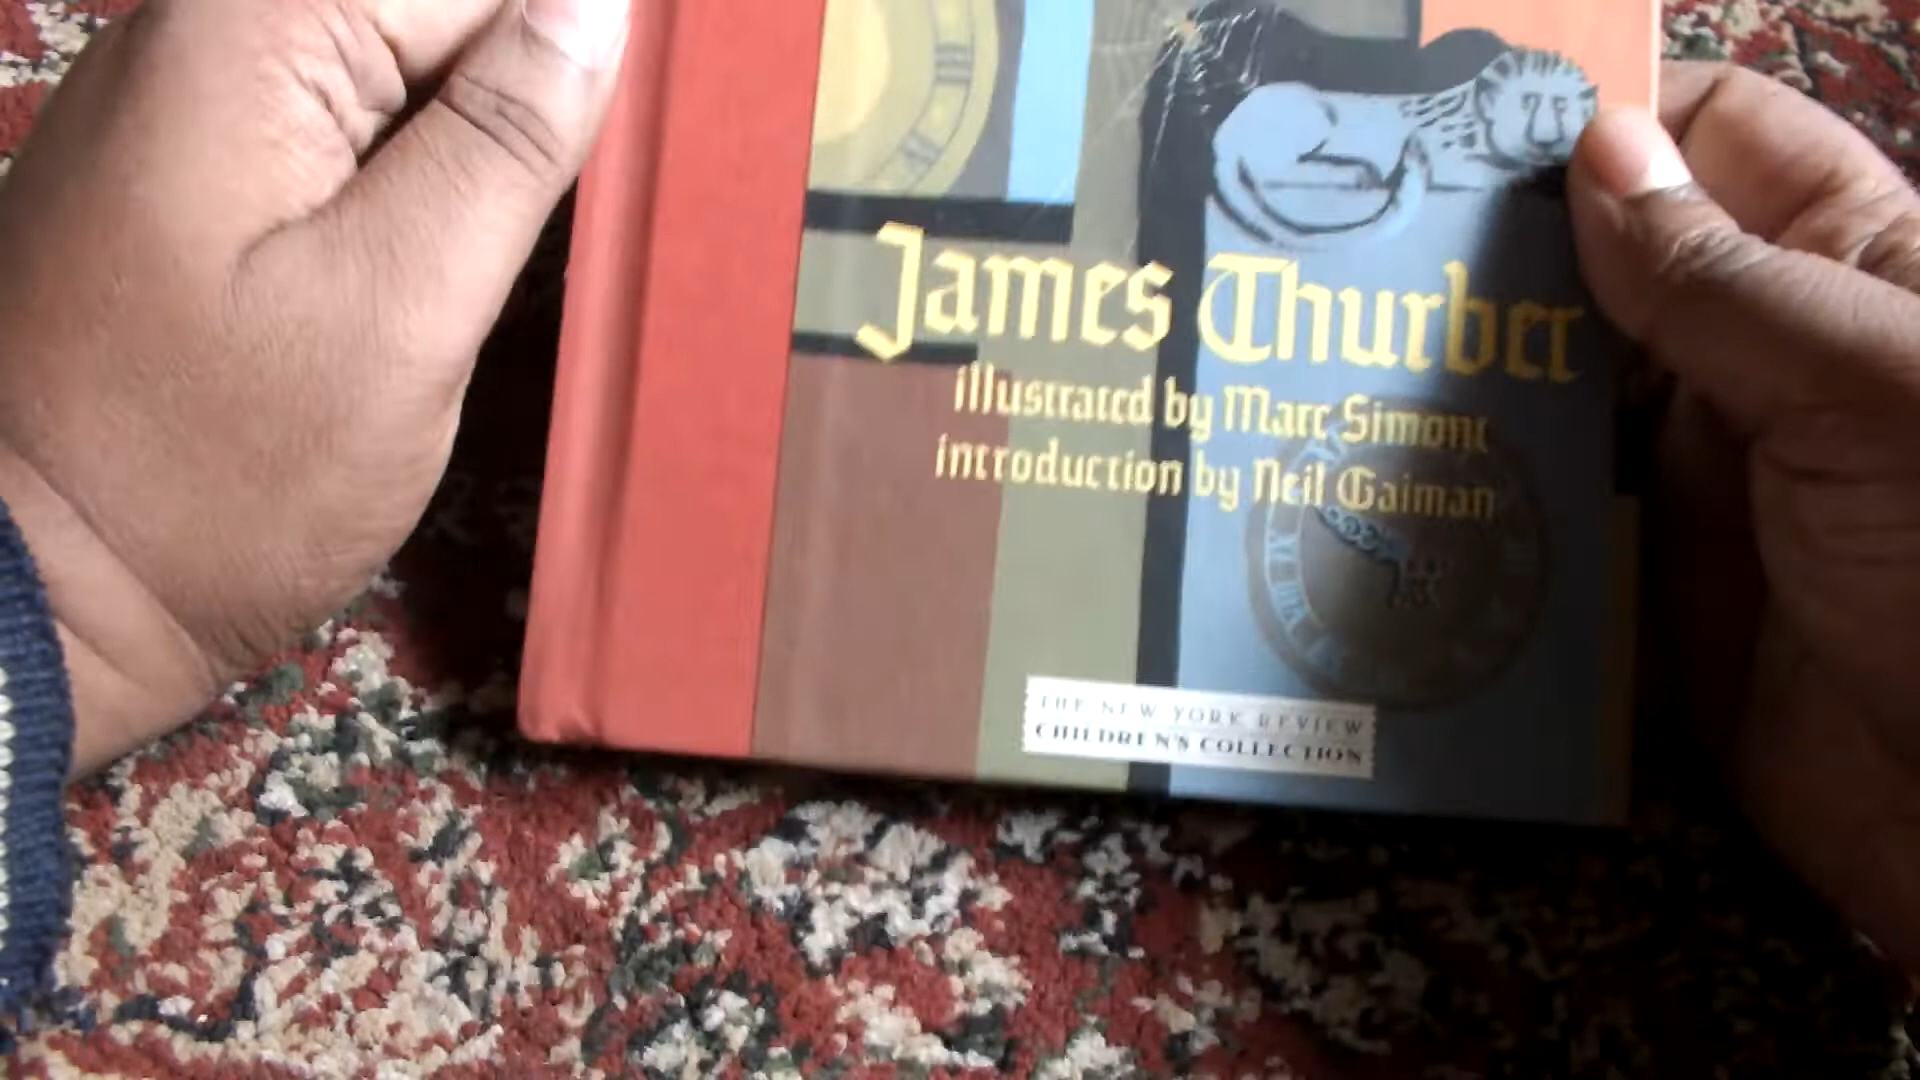 James Thurber
illustrated by Marc Simont
introduction by Neil Gaiman
THE NEW YORK REVIEW
CHILDREN'S COLLECTION